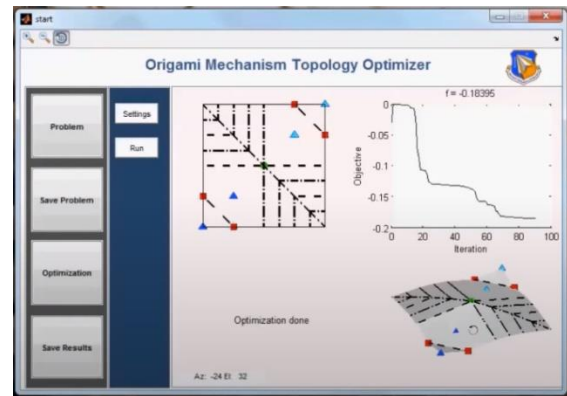 start
Origami Mechanism Topology Optimizer
Problem
Save Problem
Optimization
Save Results
Settings
Run
f = -0.18395
0
-0.05
-0.1
-0.15
-0.2
Objective
0 20 40 60 80 100
Iteration
Optimization done
Az: -24 El: 32